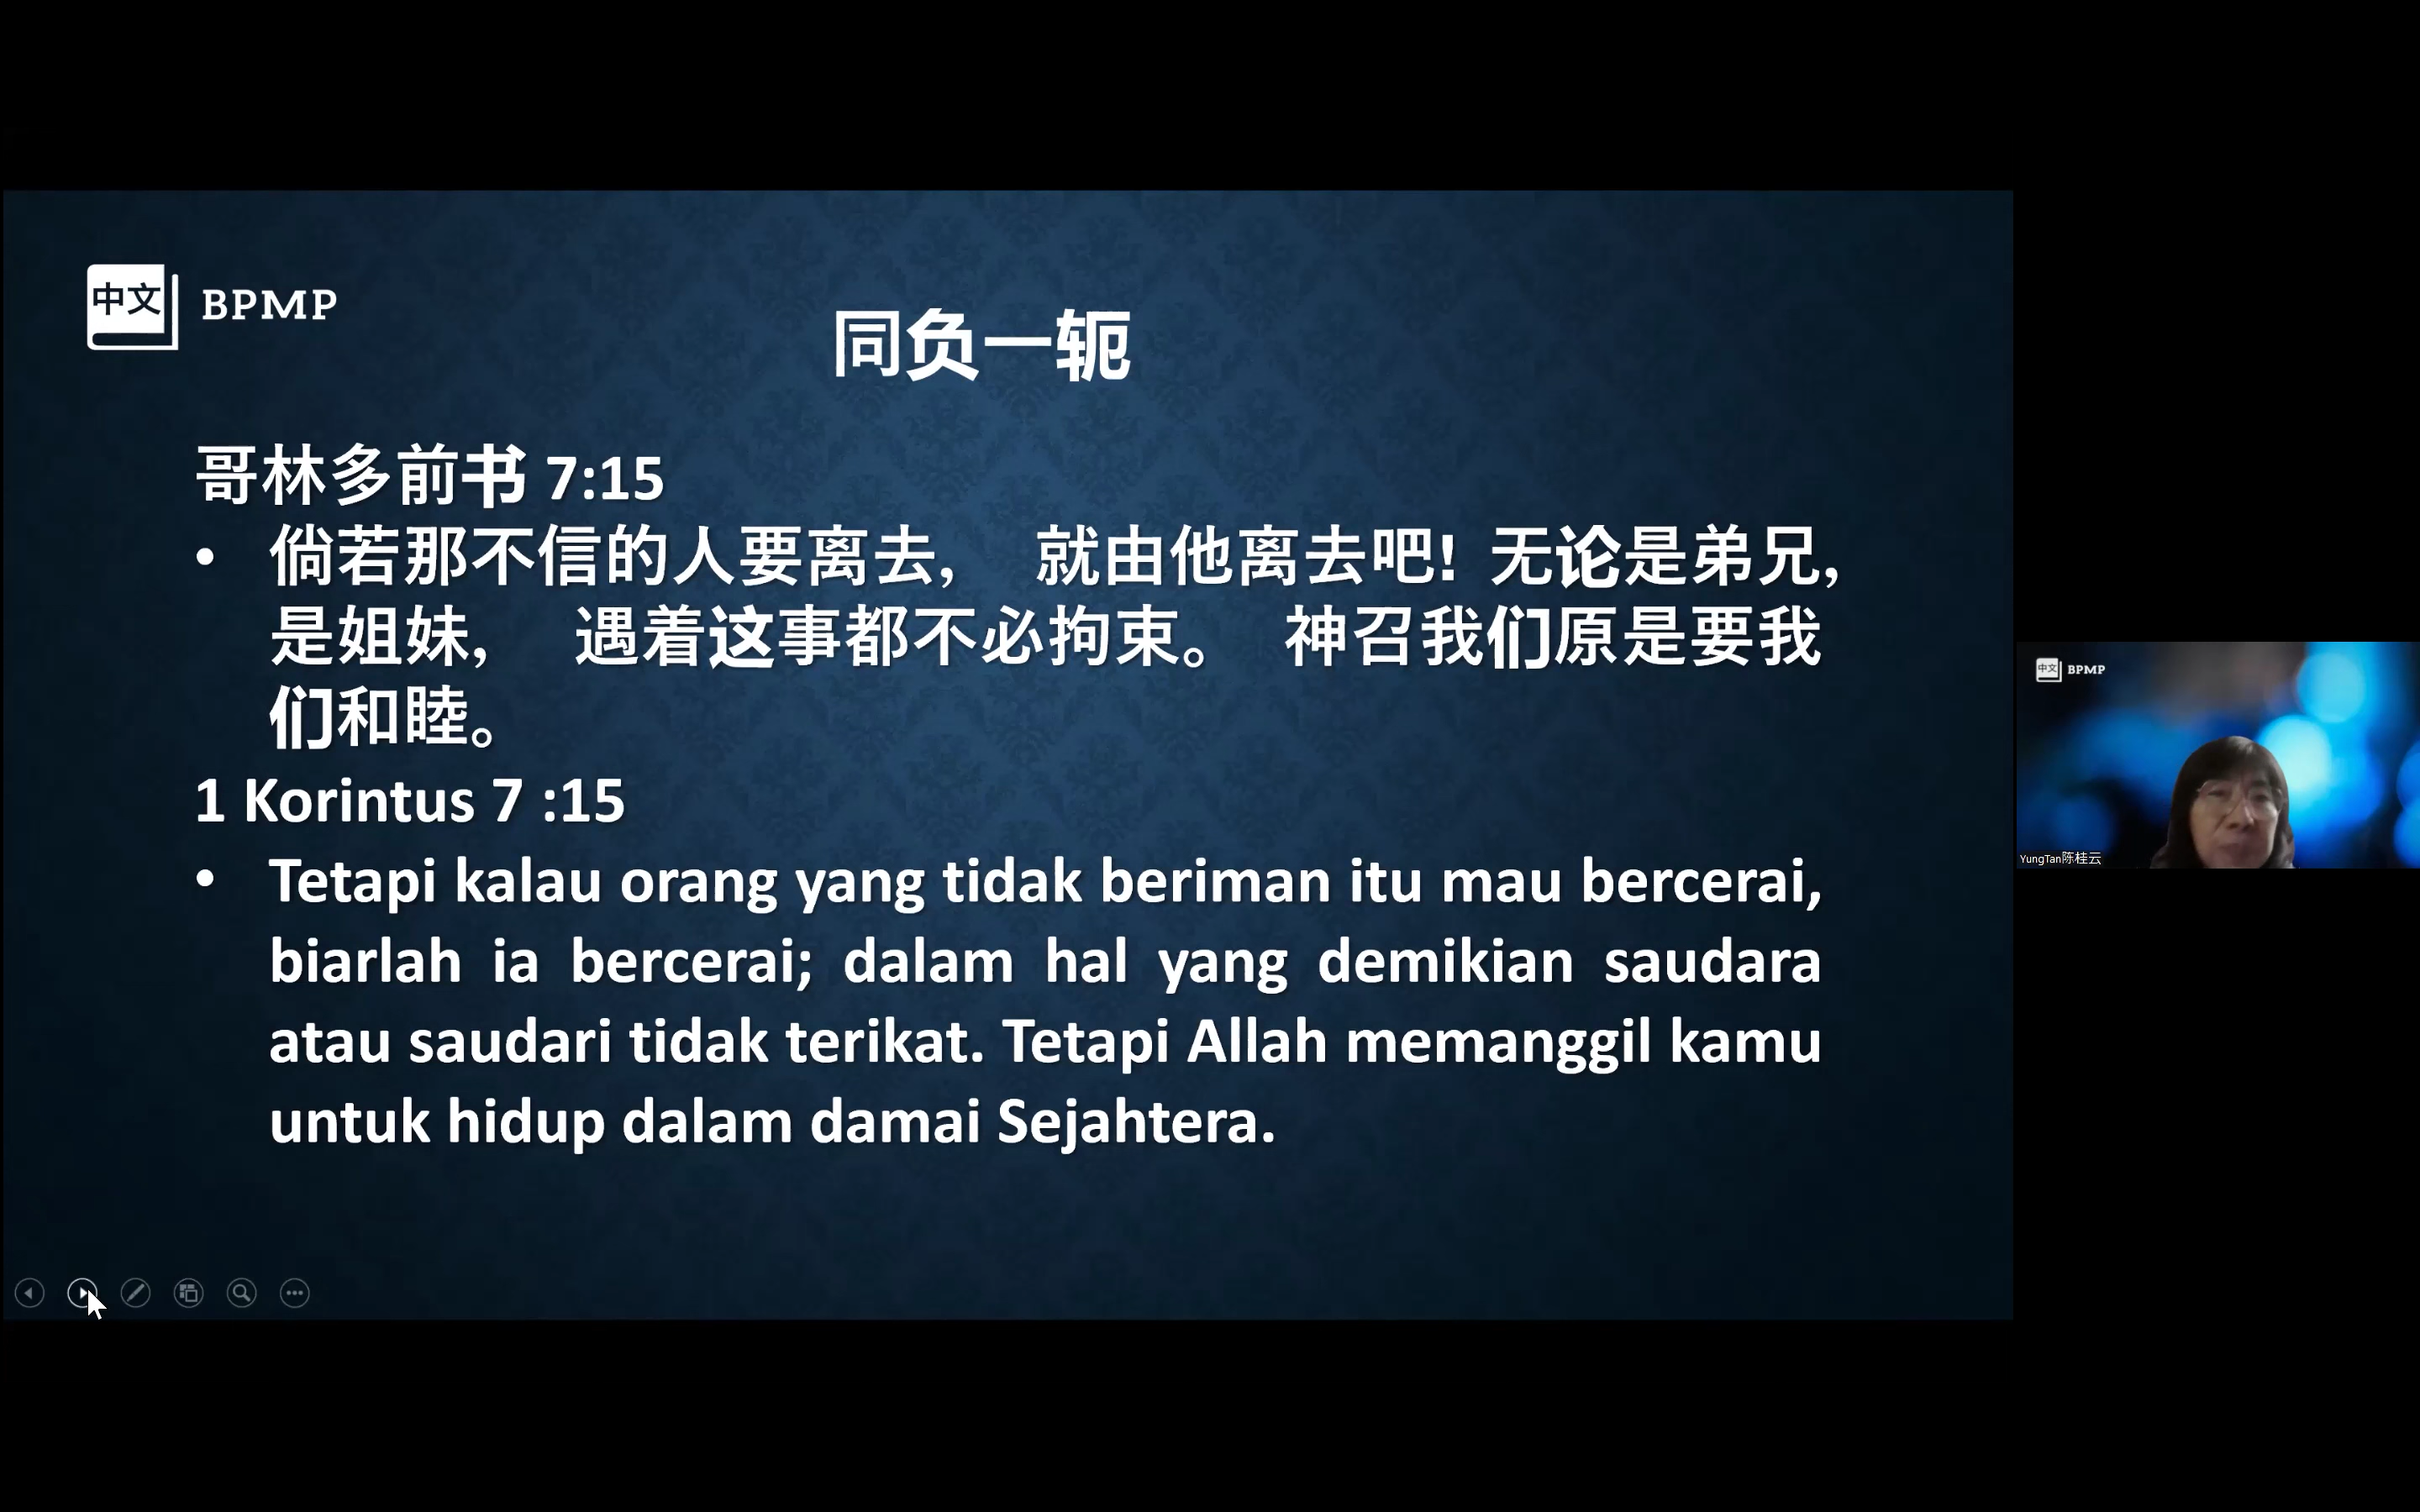 中文 BPMP
同负一轭
哥林多前书 7:15
• 倘若那不信的人要离去， 就由他离去吧！无论是弟兄，
是姐妹， 遇着这事都不必拘束。 神召我们原是要我
们和睦。
1 Korintus 7 :15
• Tetapi kalau orang yang tidak beriman itu mau bercerai,
biarlah ia bercerai; dalam hal yang demikian saudara
atau saudari tidak terikat. Tetapi Allah memanggil kamu
untuk hidup dalam damai Sejahtera.
中文 BPMP
YungTan陈桂云